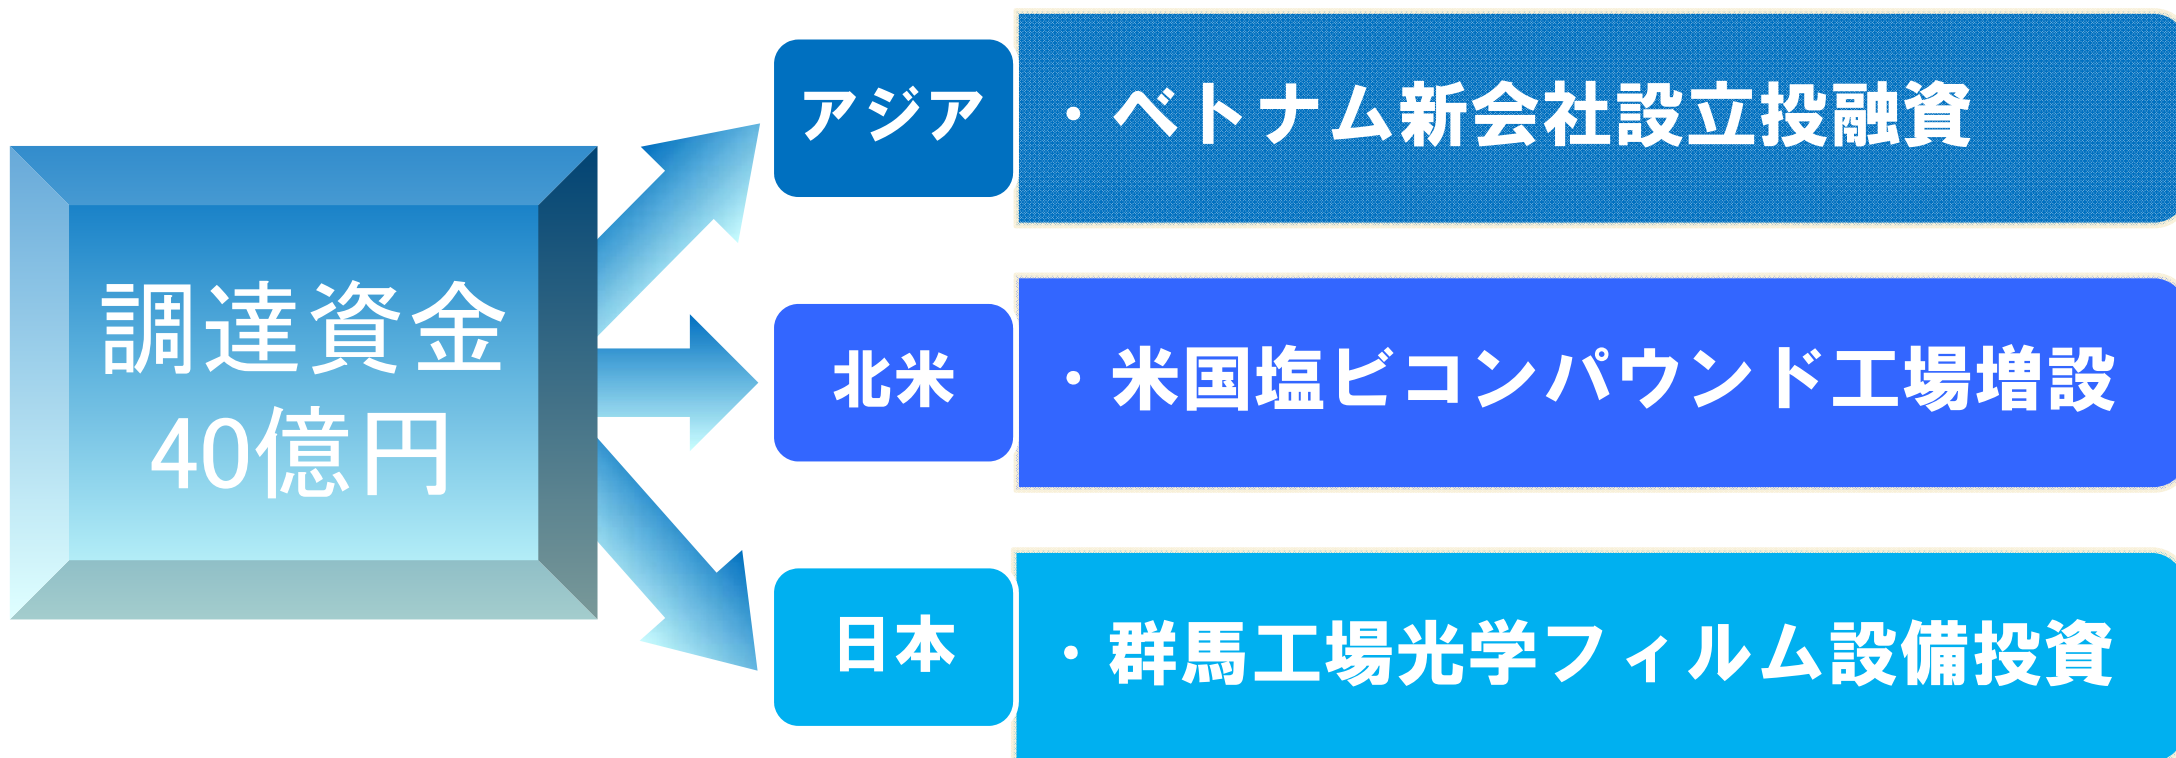 調達資金
40億円
アジア
・ベトナム新会社設立投融資
北米
・米国塩ビコンパウンド工場増設
日本
・群馬工場光学フィルム設備投資